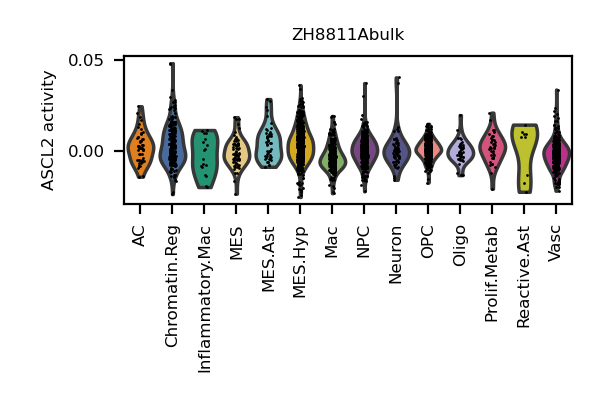 ZH8811Abulk
ASCL2 activity
0.05
0.00
AC
Chromatin.Reg
Inflammatory.Mac
MES
MES.Ast
MES.Hyp
Mac
NPC
Neuron
OPC
Oligo
Prolif.Metab
Reactive.Ast
Vasc